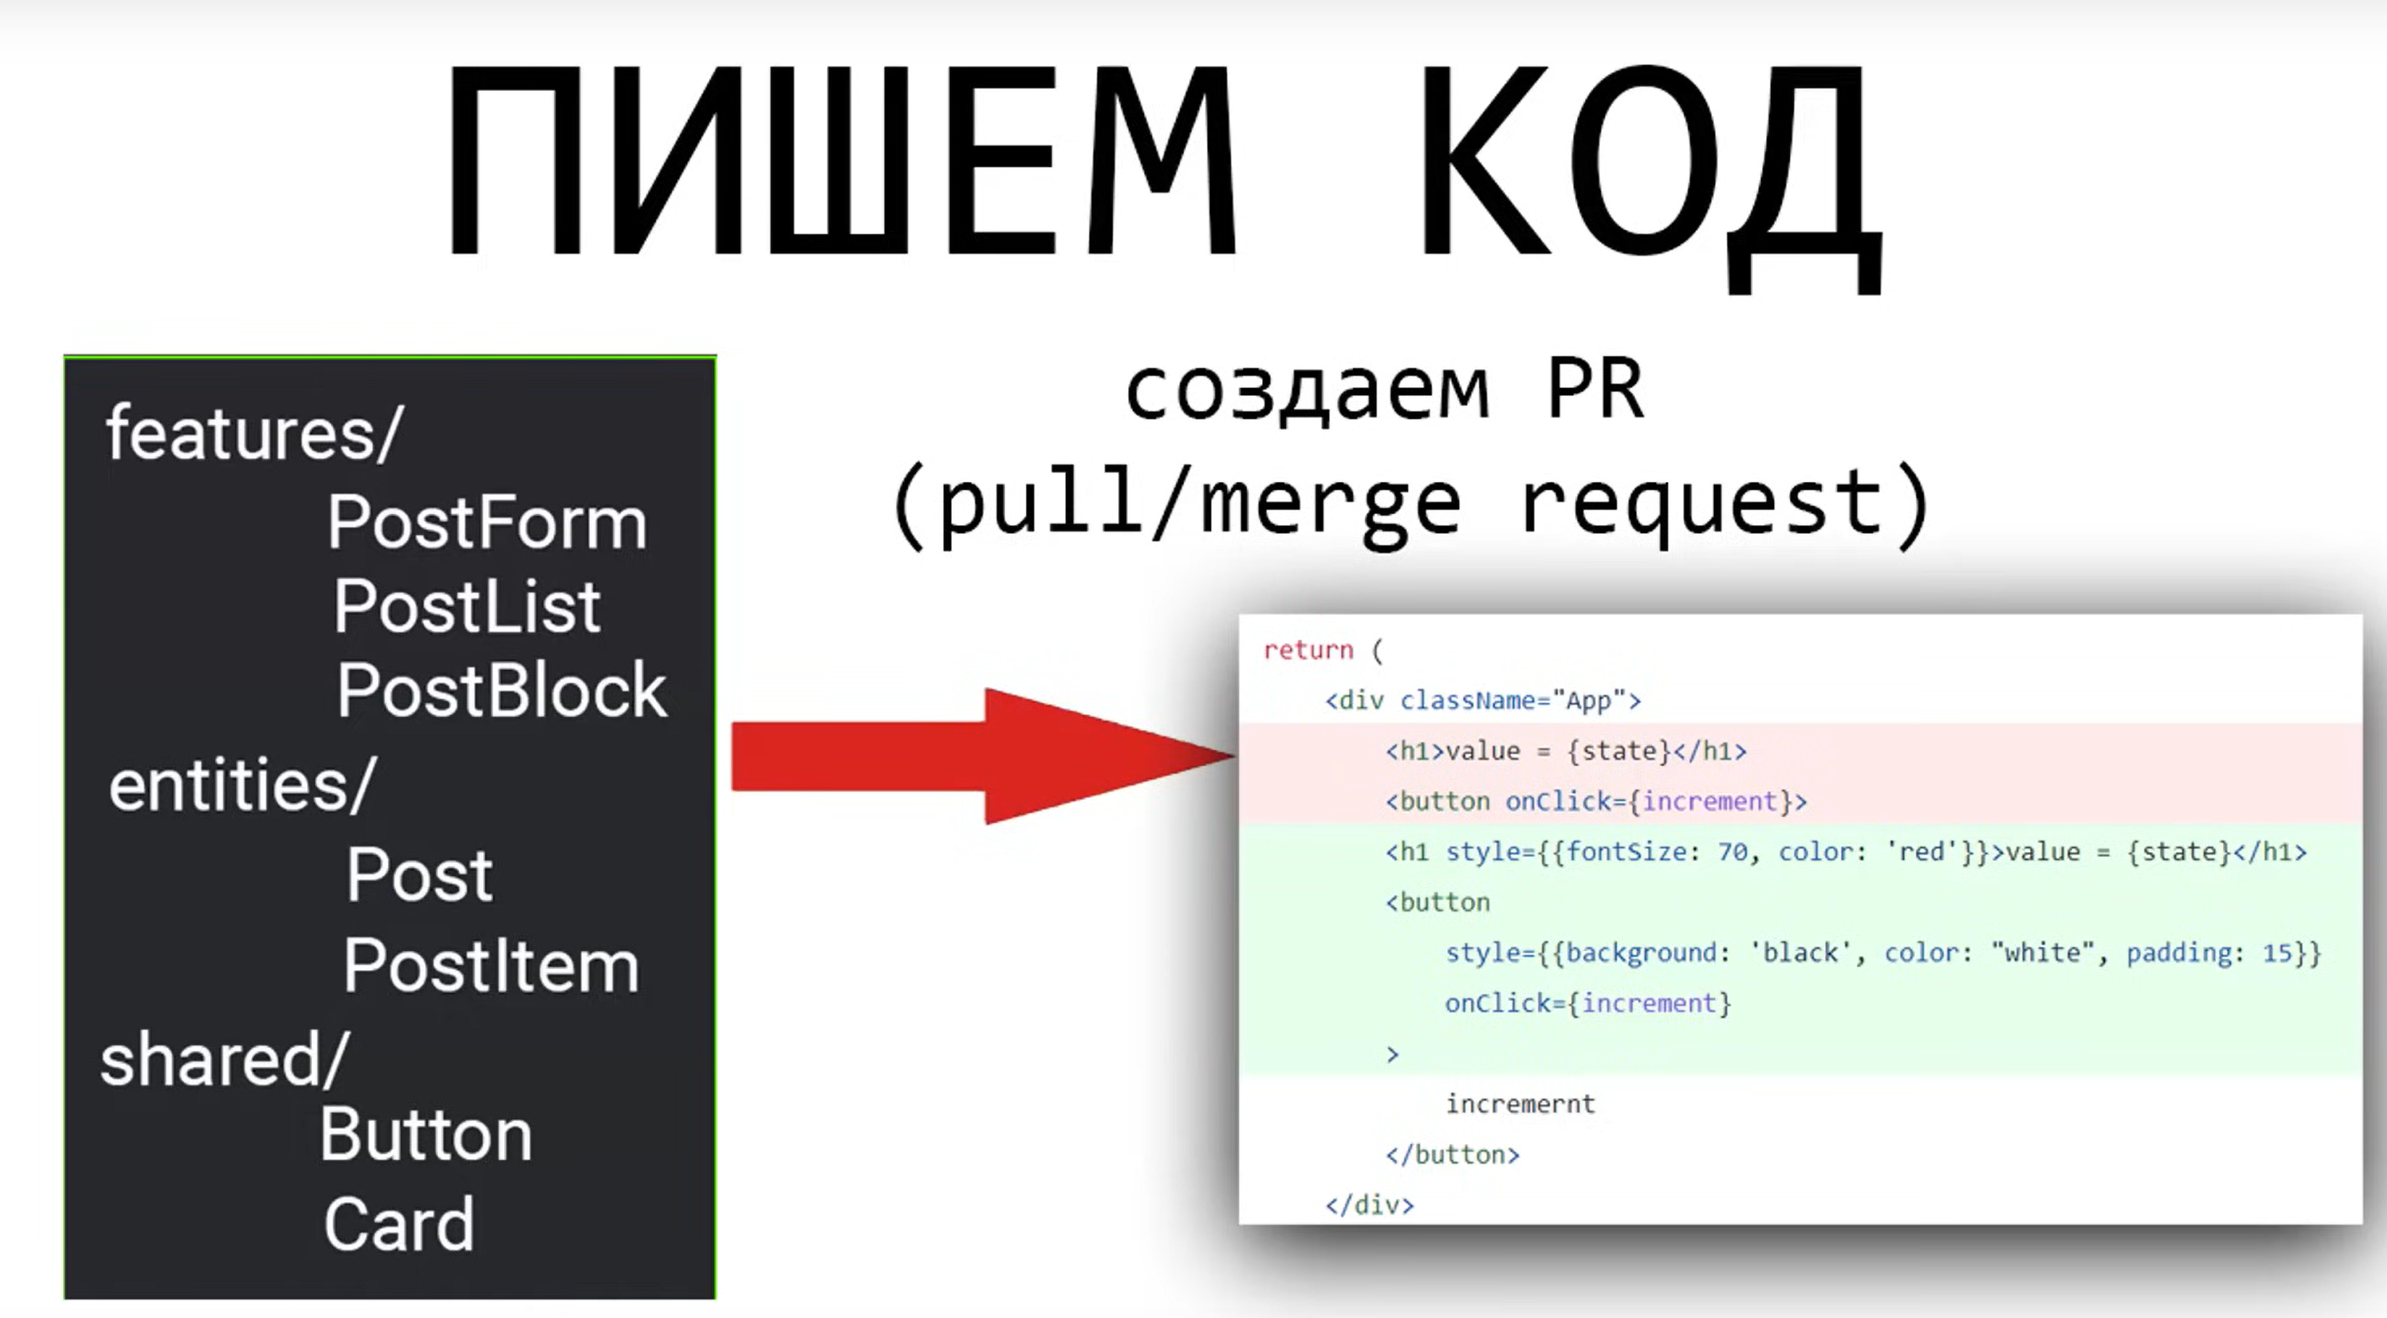 ПИШЕМ КОД
features/
PostForm
PostList
PostBlock
entities/
Post
PostItem
shared/
Button
Card
создаем PR
(pull/merge request)
return (
<div className="App">
<h1>value = {state}</h1>
<button onClick={increment}>
<h1 style={{fontSize: 70, color: 'red'}}>value = {state}</h1>
<button
style={{background: 'black', color: "white", padding: 15}}
onClick={increment}
>
incremernt
</button>
</div>